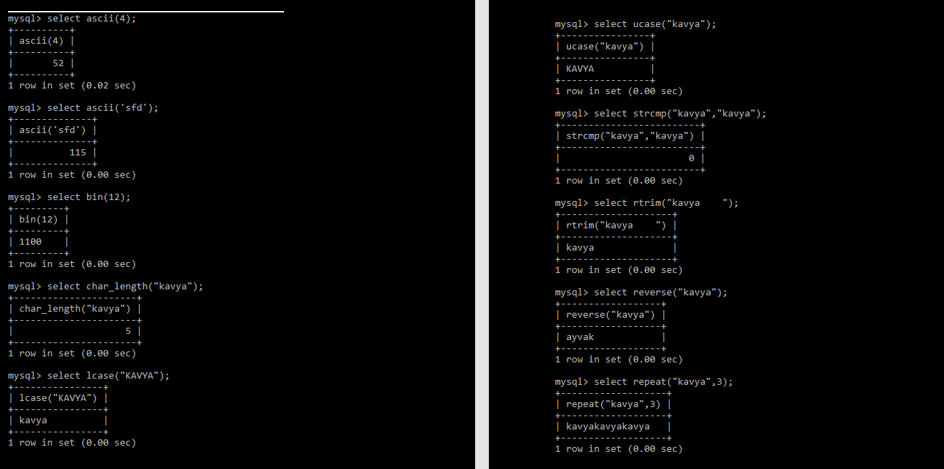 mysql> select ascii(4);
+----------+
| ascii(4) |
+----------+
|       52 |
+----------+
1 row in set (0.02 sec)
mysql> select ascii('sfd');
+--------------+
| ascii('sfd') |
+--------------+
|          115 |
+--------------+
1 row in set (0.00 sec)
mysql> select bin(12);
+---------+
| bin(12) |
+---------+
| 1100    |
+---------+
1 row in set (0.00 sec)
mysql> select char_length("kavya");
+----------------------+
| char_length("kavya") |
+----------------------+
|                    5 |
+----------------------+
1 row in set (0.00 sec)
mysql> select lcase("KAVYA");
+----------------+
| lcase("KAVYA") |
+----------------+
| kavya          |
+----------------+
1 row in set (0.00 sec)
mysql> select ucase("kavya");
+----------------+
| ucase("kavya") |
+----------------+
| KAVYA          |
+----------------+
1 row in set (0.00 sec)
mysql> select strcmp("kavya","kavya");
+-------------------------+
| strcmp("kavya","kavya") |
+-------------------------+
|                       0 |
+-------------------------+
1 row in set (0.00 sec)
mysql> select rtrim("kavya    ");
+--------------------+
| rtrim("kavya    ") |
+--------------------+
| kavya              |
+--------------------+
1 row in set (0.00 sec)
mysql> select reverse("kavya");
+------------------+
| reverse("kavya") |
+------------------+
| ayvak            |
+------------------+
1 row in set (0.00 sec)
mysql> select repeat("kavya",3);
+-------------------+
| repeat("kavya",3) |
+-------------------+
| kavyakavyakavya   |
+-------------------+
1 row in set (0.00 sec)